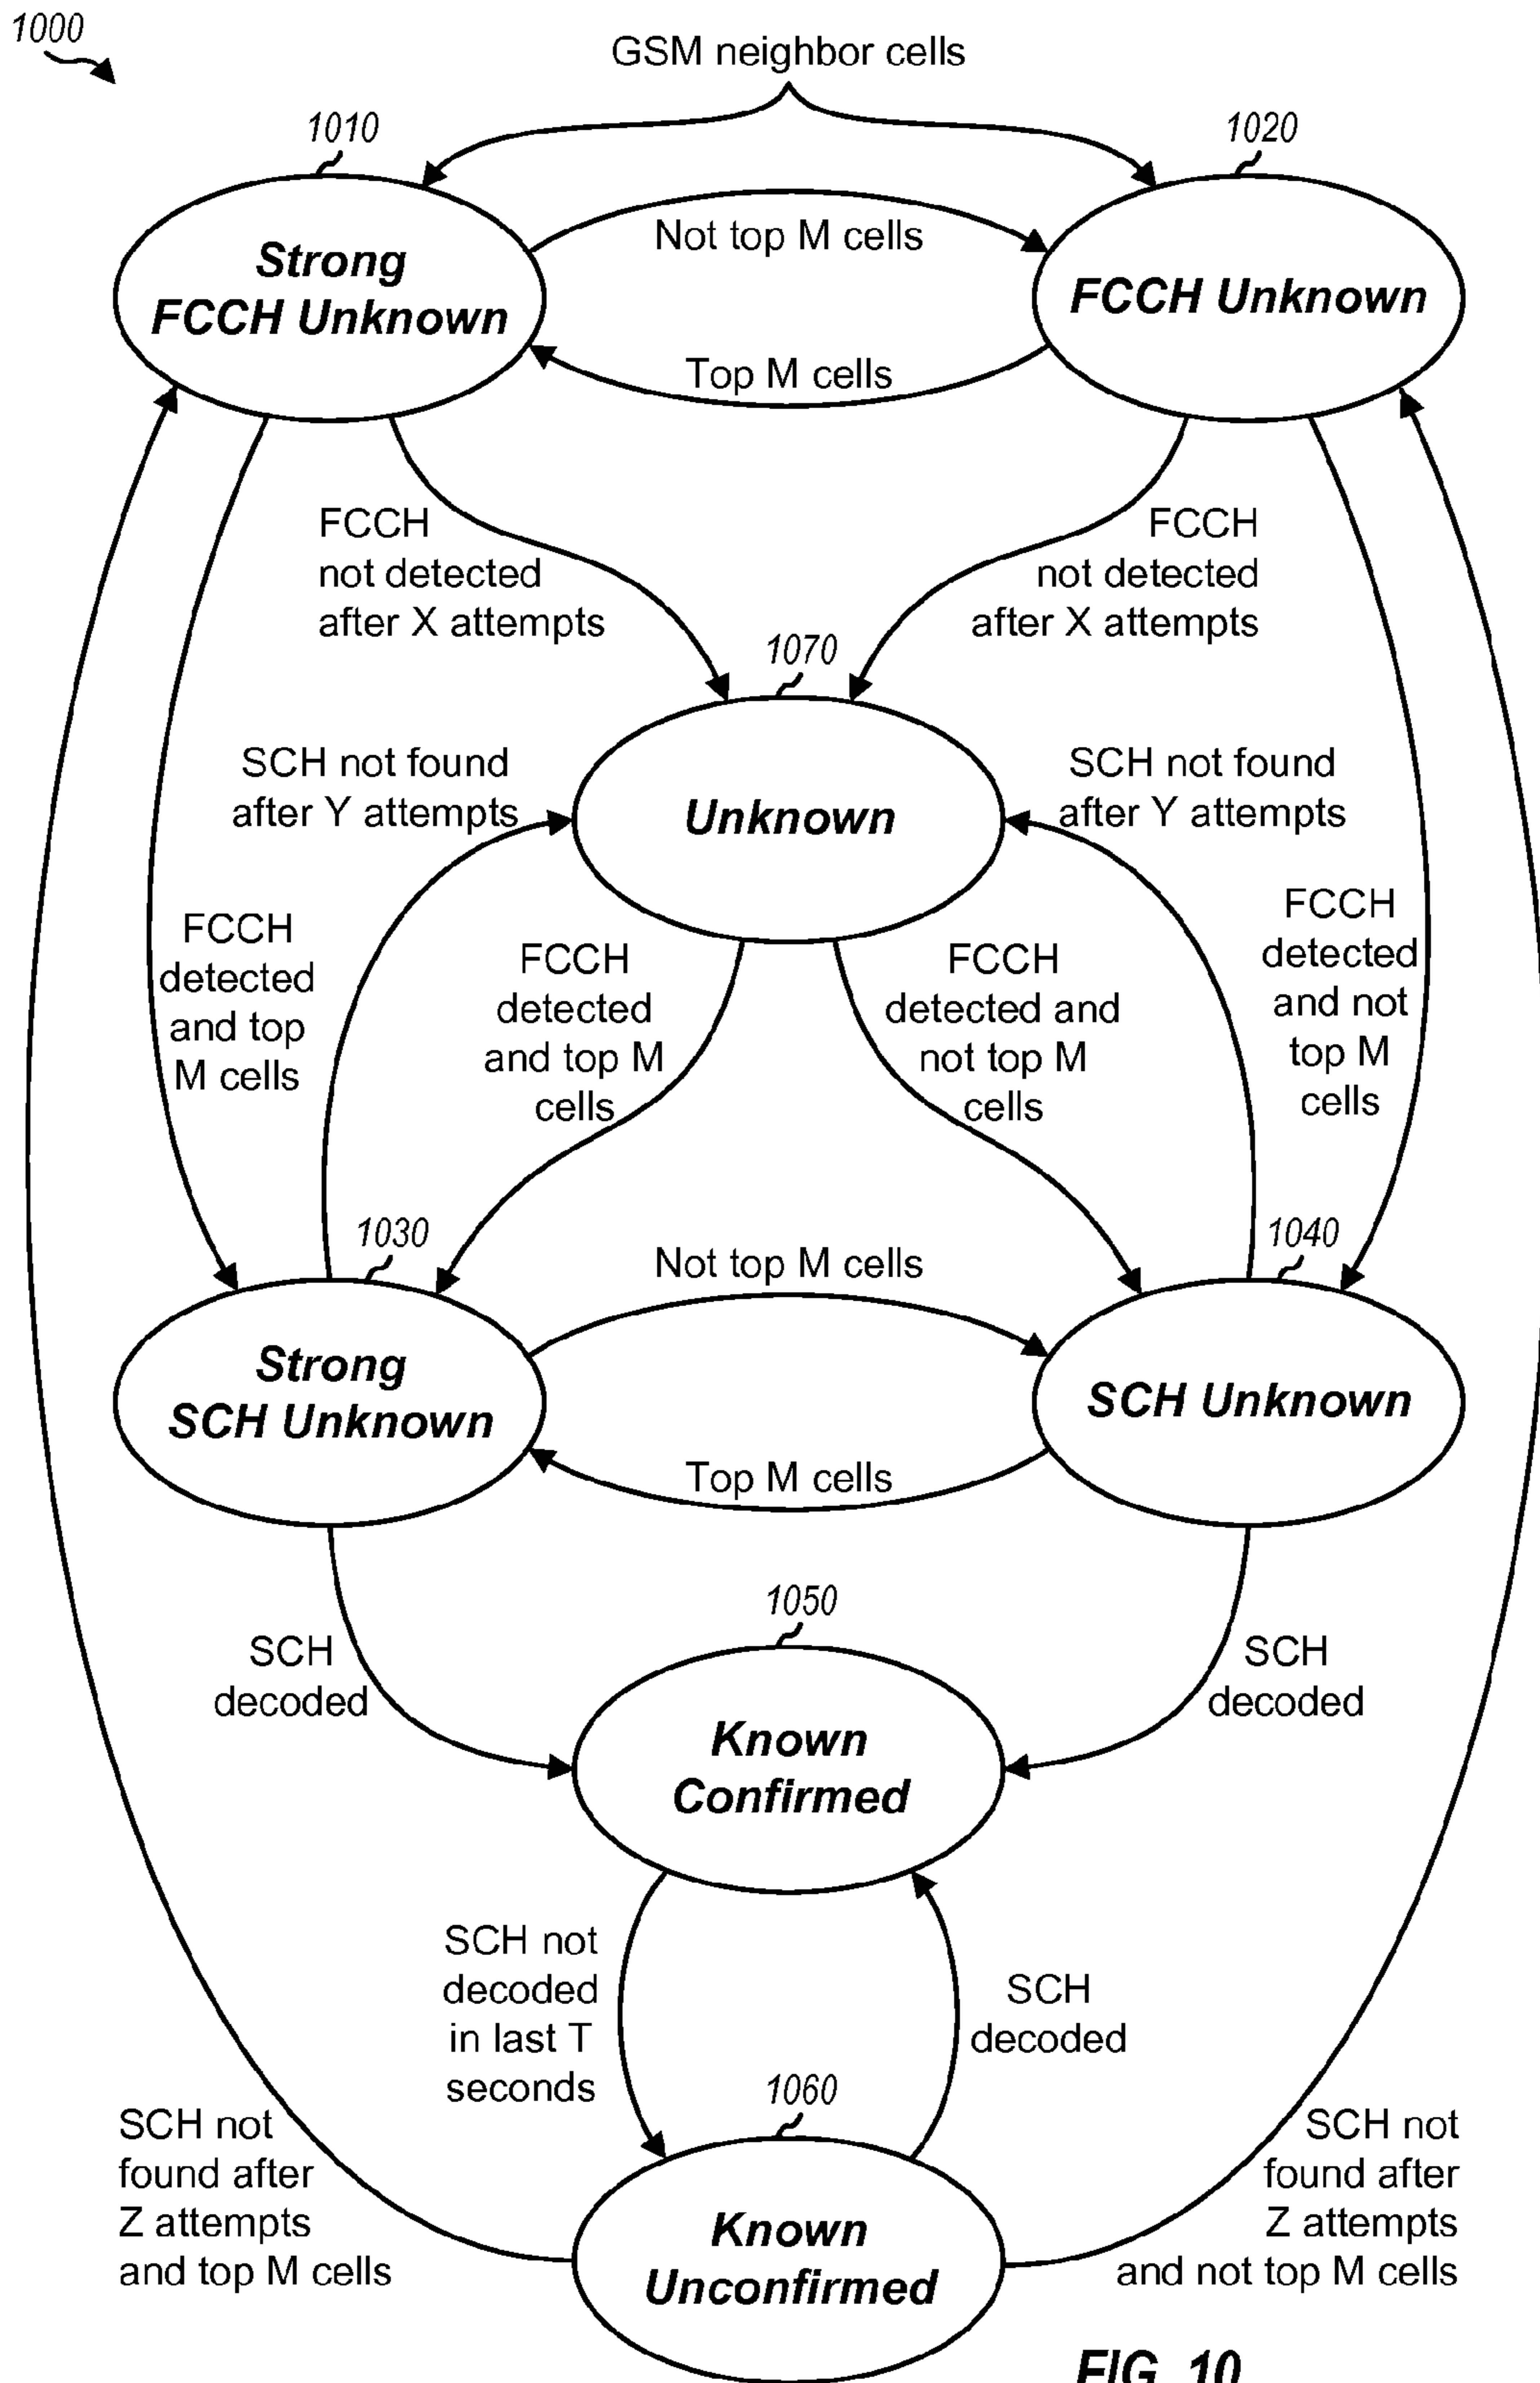 1000
GSM neighbor cells
1010
1020
Not top M cells
Strong
FCCH Unknown
FCCH Unknown
Top M cells
FCCH
not detected
after X attempts
FCCH
not detected
after X attempts
1070
SCH not found
after Y attempts
Unknown
SCH not found
after Y attempts
FCCH
detected
and top
M cells
FCCH
detected
and top M
cells
FCCH
detected and
not top M
cells
FCCH
detected
and not
top M
cells
1030
1040
Not top M cells
Strong
SCH Unknown
SCH Unknown
Top M cells
1050
SCH
decoded
SCH
decoded
Known
Confirmed
SCH not
decoded
in last T
seconds
SCH
decoded
1060
SCH not
found after
Z attempts
and top M cells
SCH not
found after
Z attempts
and not top M cells
Known
Unconfirmed
FIG. 10